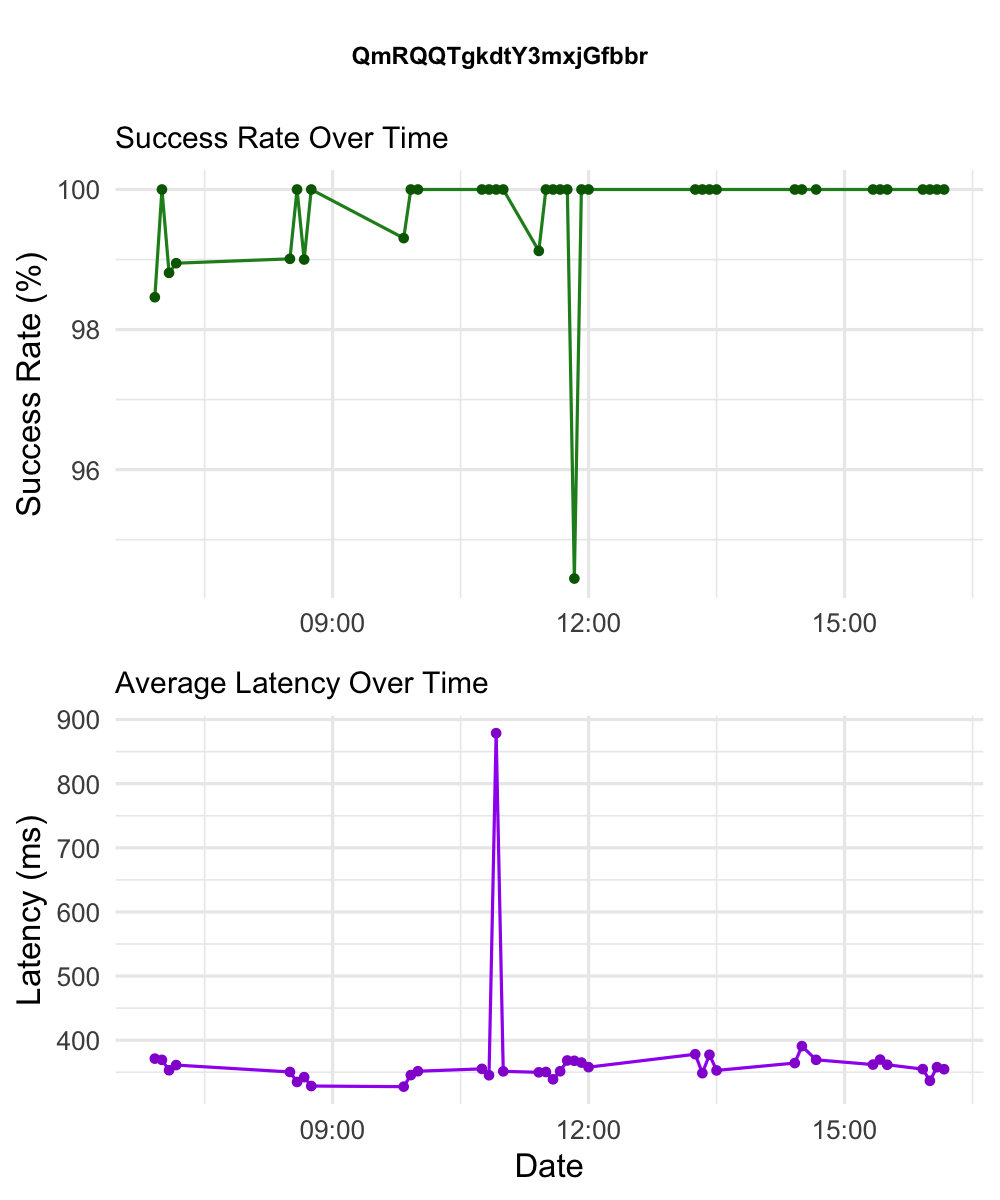 QmRQQTgkdtY3mxjGfbbr
Success Rate Over Time
Success Rate (%)
100
98
96
09:00 12:00 15:00
Average Latency Over Time
Latency (ms)
900
800
700
600
500
400
09:00 12:00 15:00
Date